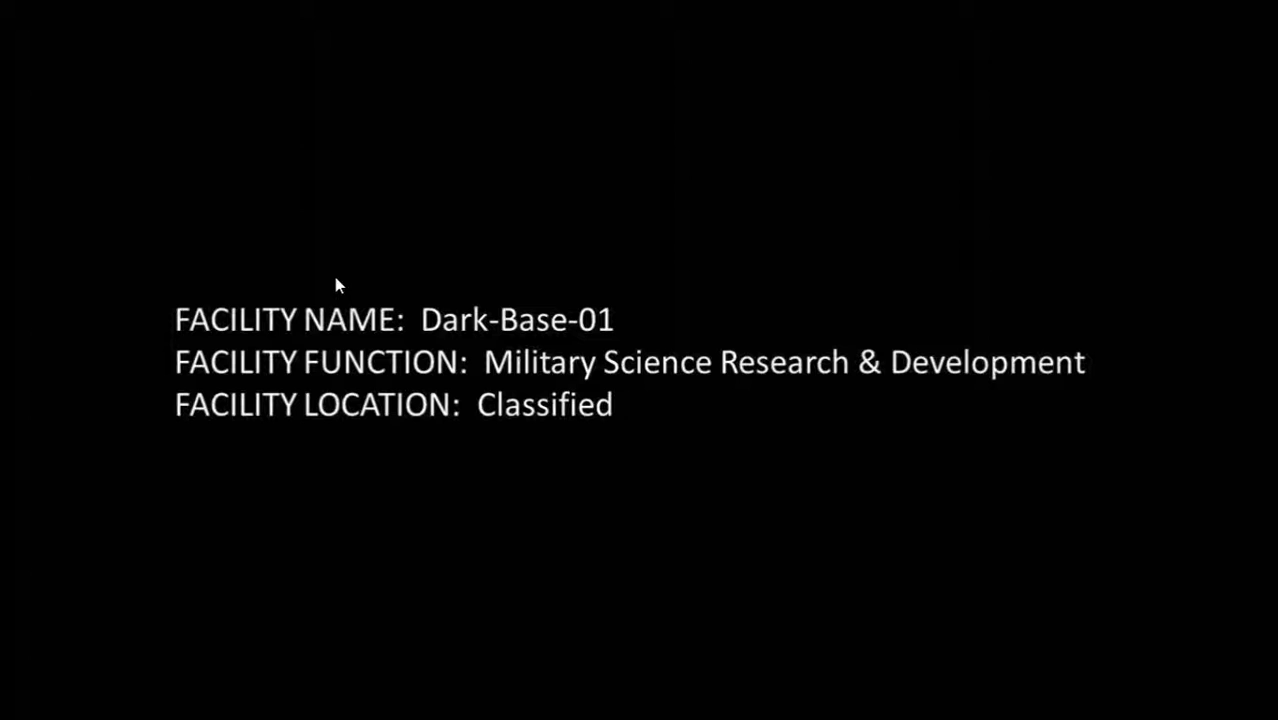 FACILITY NAME: Dark-Base-01
FACILITY FUNCTION: Military Science Research & Development
FACILITY LOCATION: Classified